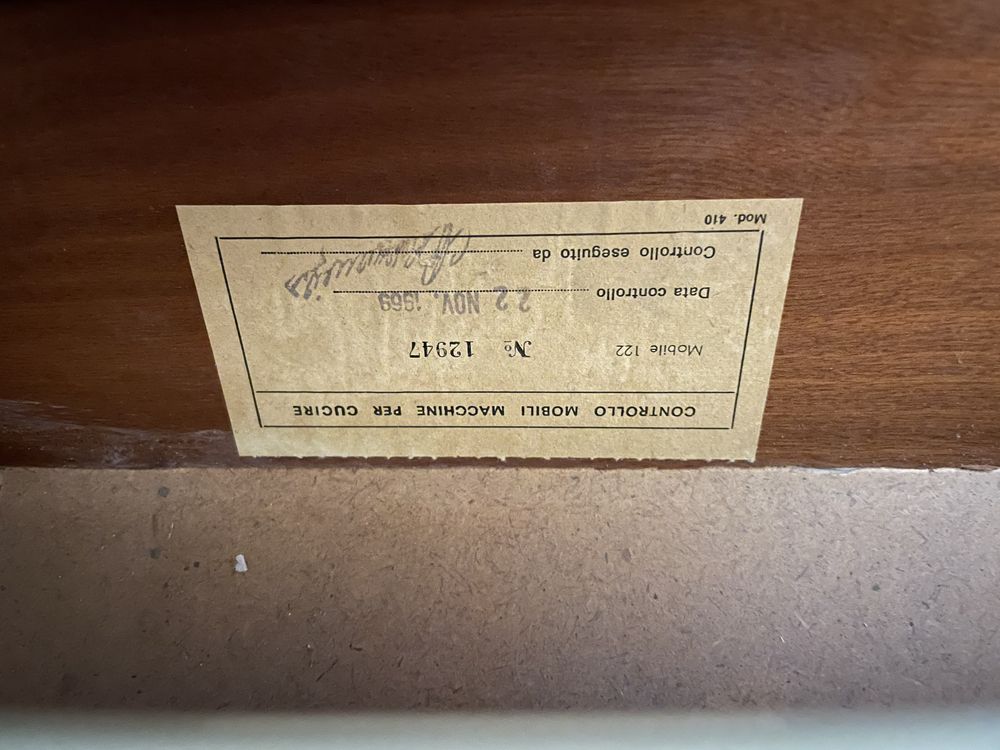 CONTROLLO MOBILI MACCHINE PER CUCIRE
Mobile 122 № 12947
Data controllo 22 NOV. 1969
Controllo eseguito da
Mod. 410